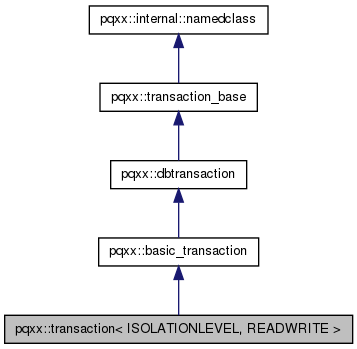 pqxx::internal::namedclass
pqxx::transaction_base
pqxx::dbtransaction
pqxx::basic_transaction
pqxx::transaction< ISOLATIONLEVEL, READWRITE >